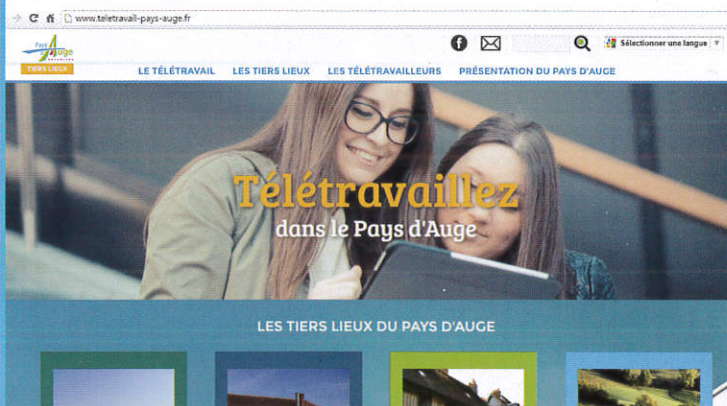 www.teletravail-pays-auge.fr
Pays
Auge
TIERS LIEUX
Sélectionner une langue
LE TÉLÉTRAVAIL LES TIERS LIEUX LES TÉLÉTRAVAILLEURS PRÉSENTATION DU PAYS D'AUGE
Télétravaillez
dans le Pays d'Auge
LES TIERS LIEUX DU PAYS D'AUGE